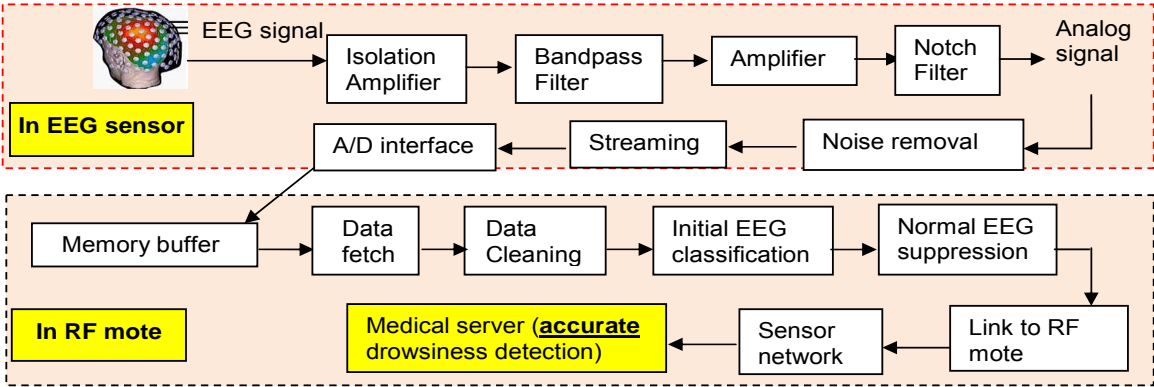 EEG signal
Isolation
Amplifier
Bandpass
Filter
Amplifier
Notch
Filter
Analog
signal
In EEG sensor
A/D interface
Streaming
Noise removal
Memory buffer
Data
fetch
Data
Cleaning
Initial EEG
classification
Normal EEG
suppression
In RF mote
Medical server (accurate
drowsiness detection)
Sensor
network
Link to RF
mote